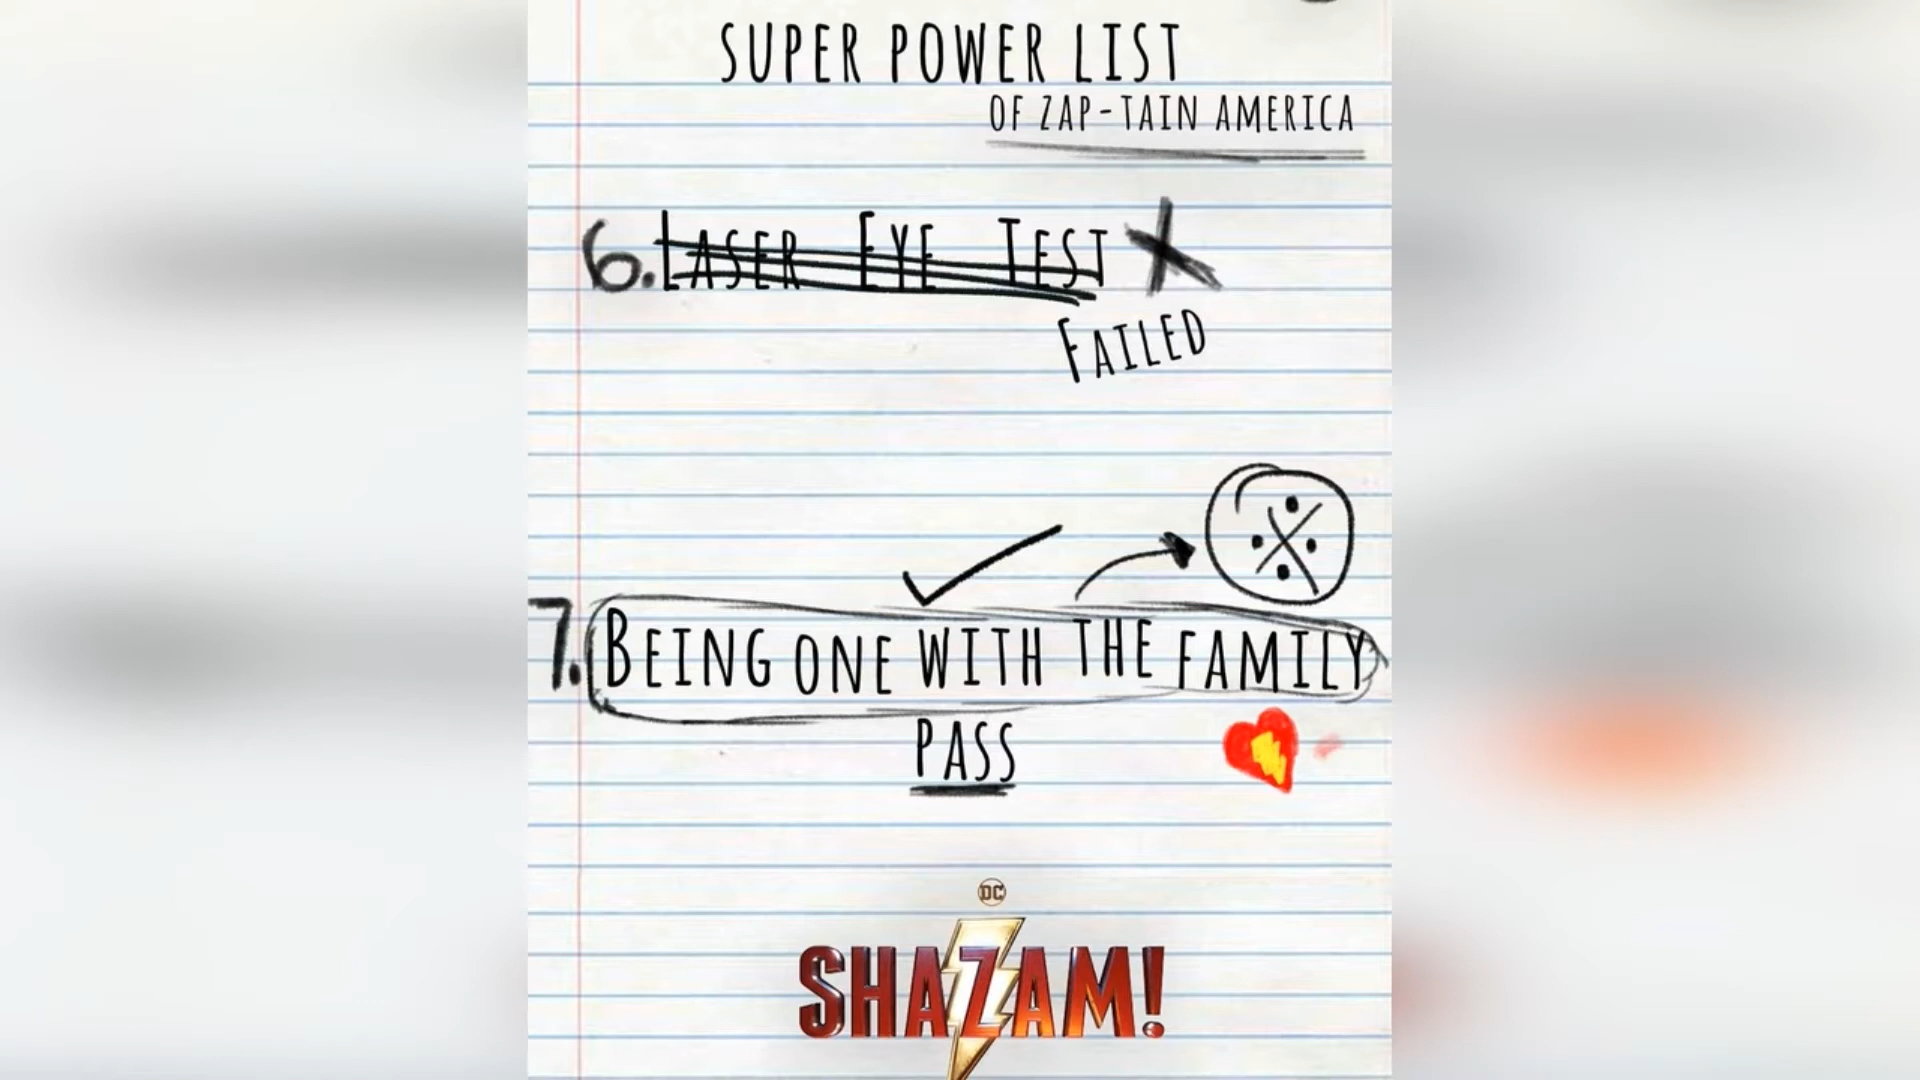 SUPER POWER LIST
OF ZAP-TAIN AMERICA
6. LASER EYE TEST X
FAILED
7. BEING ONE WITH THE FAMILY
PASS
DC
SHAZAM!